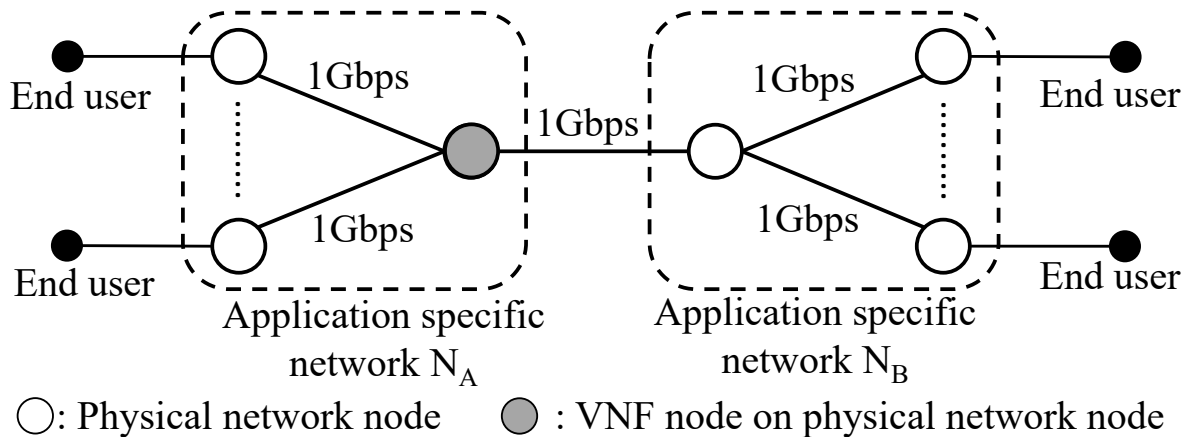 1Gbps
1Gbps
1Gbps
End user
End user
1Gbps
1Gbps
End user
End user
Application specific
network N_A
Application specific
network N_B
: Physical network node
: VNF node on physical network node